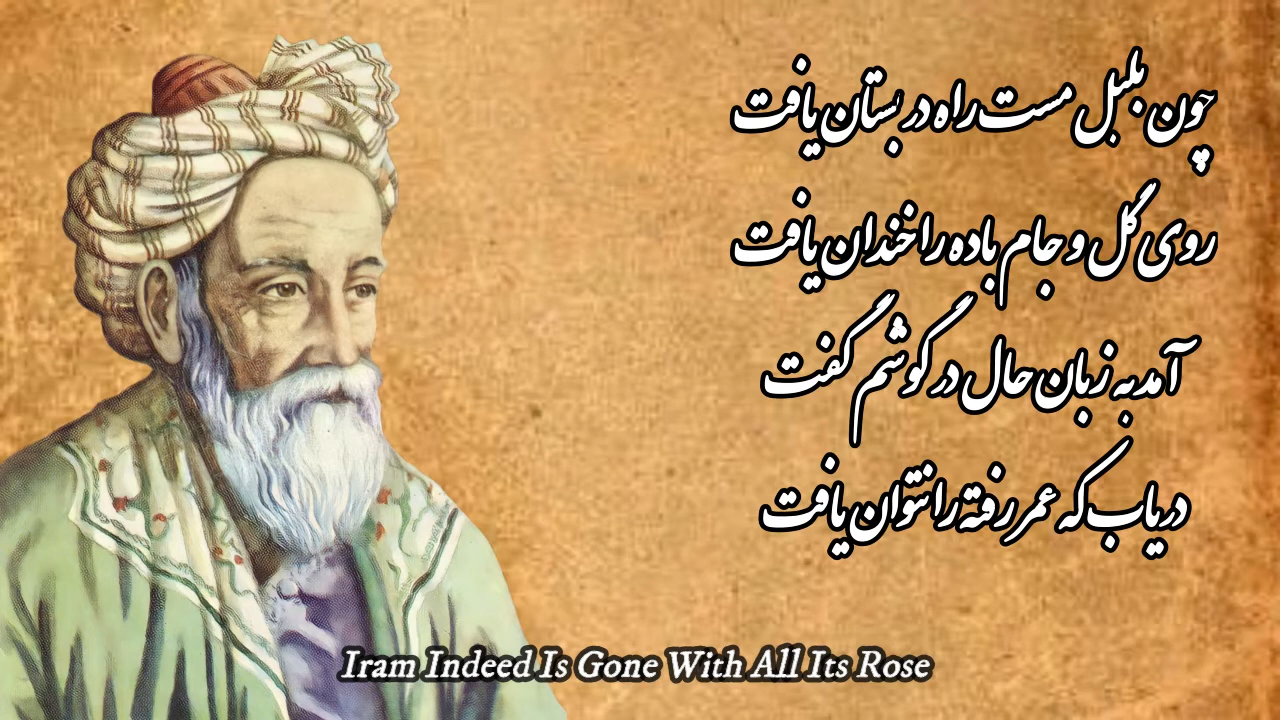 چون بلبل مست راه در بستان یافت
روی گل و جام باده را خندان یافت
آمد به زبان حال در گوشم گفت
دریاب که عمر رفته را نتوان یافت
Iram Indeed Is Gone With All Its Rose